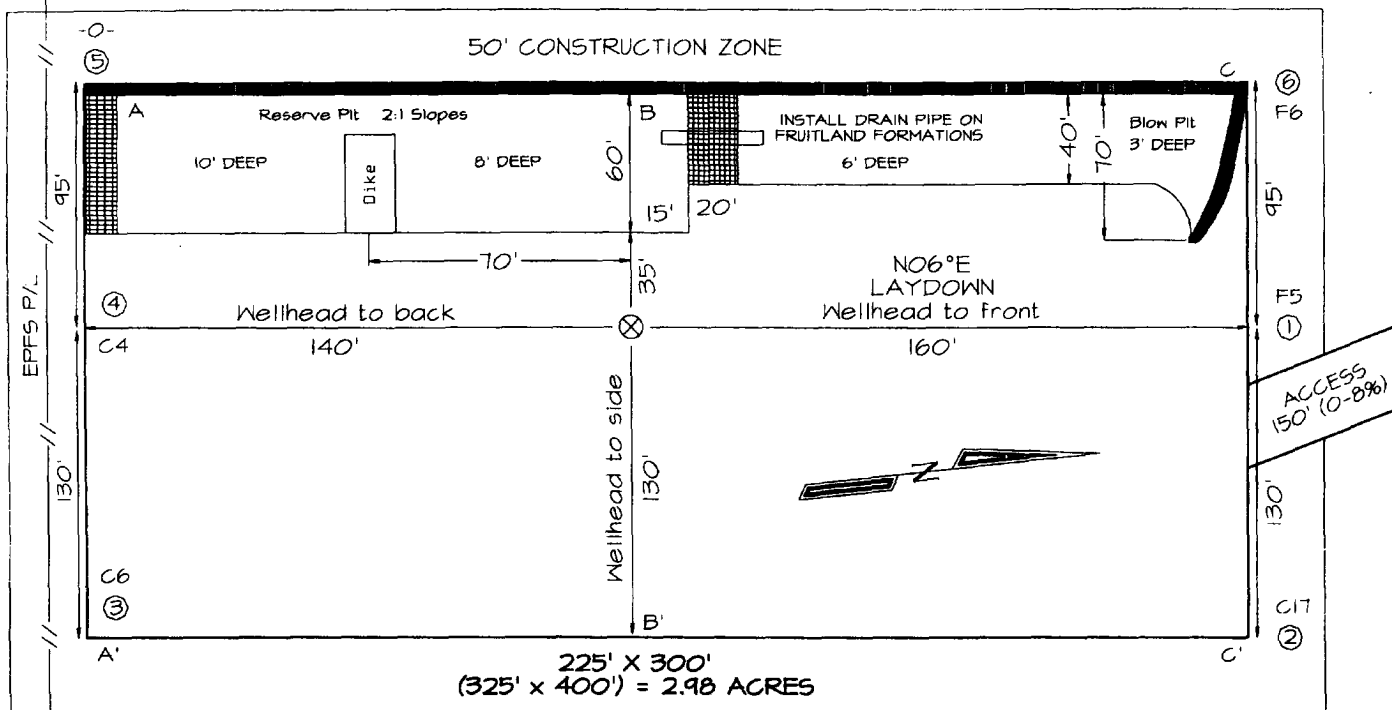 -0-
5
50' CONSTRUCTION ZONE
C
6
F6
A
Reserve Pit 2:1 Slopes
B
INSTALL DRAIN PIPE ON
FRUITLAND FORMATIONS
Blow Pit
3' DEEP
10' DEEP
8' DEEP
6' DEEP
Dike
60'
40'
70'
95'
95'
15'
20'
70'
35'
N06°E
LAYDOWN
EPFS P/L
4
Wellhead to back
Wellhead to front
F5
1
C4
140'
160'
ACCESS
150' (0-8%)
Wellhead to side
130'
130'
130'
N
C6
3
C17
2
A'
B'
C'
225' X 300'
(325' x 400') = 2.98 ACRES